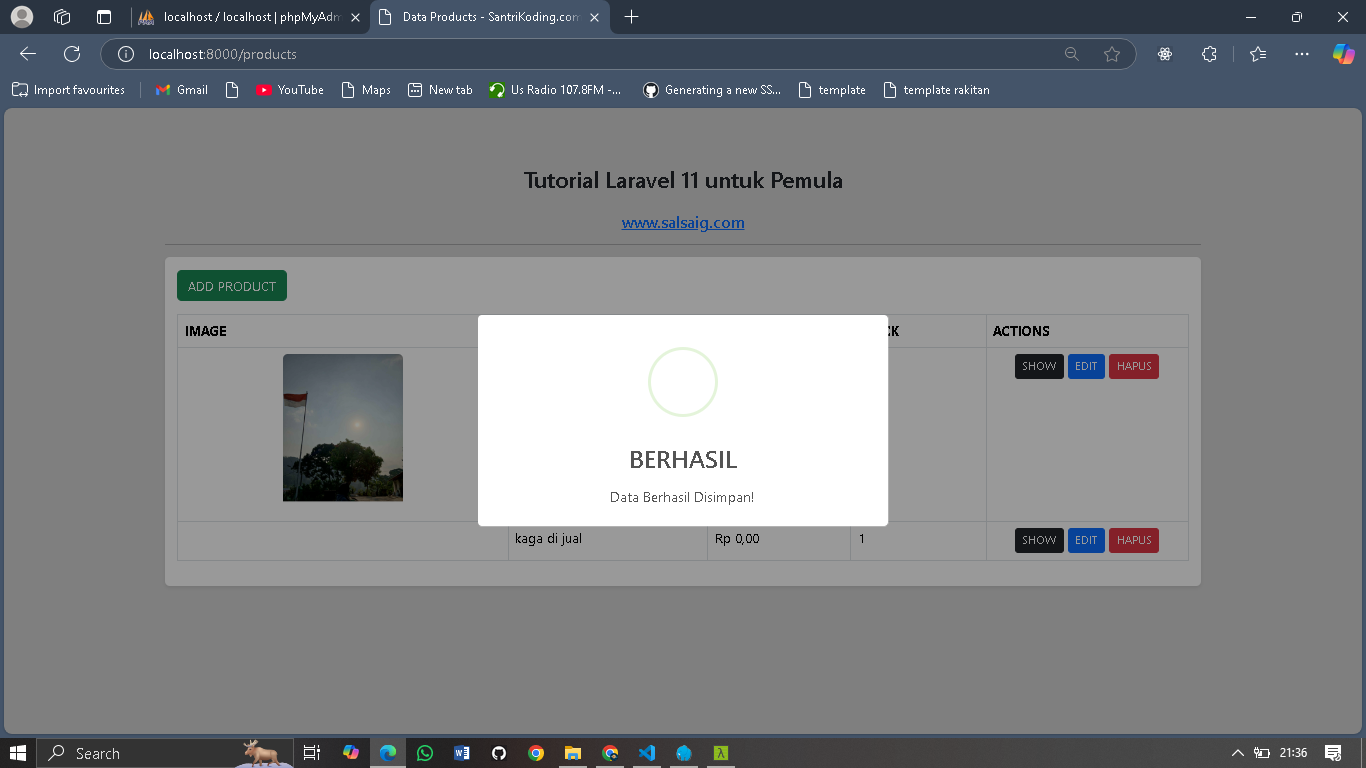 localhost / localhost | phpMyAdm
Data Products - SantriKoding.com
localhost:8000/products
Import favourites
Gmail
YouTube
Maps
New tab
Us Radio 107.8FM -...
Generating a new SS...
template
template rakitan
Tutorial Laravel 11 untuk Pemula
www.salsaig.com
ADD PRODUCT
IMAGE
CK
ACTIONS
SHOW EDIT HAPUS
BERHASIL
Data Berhasil Disimpan!
kaga di jual
Rp 0,00
1
SHOW EDIT HAPUS
Search
21:36